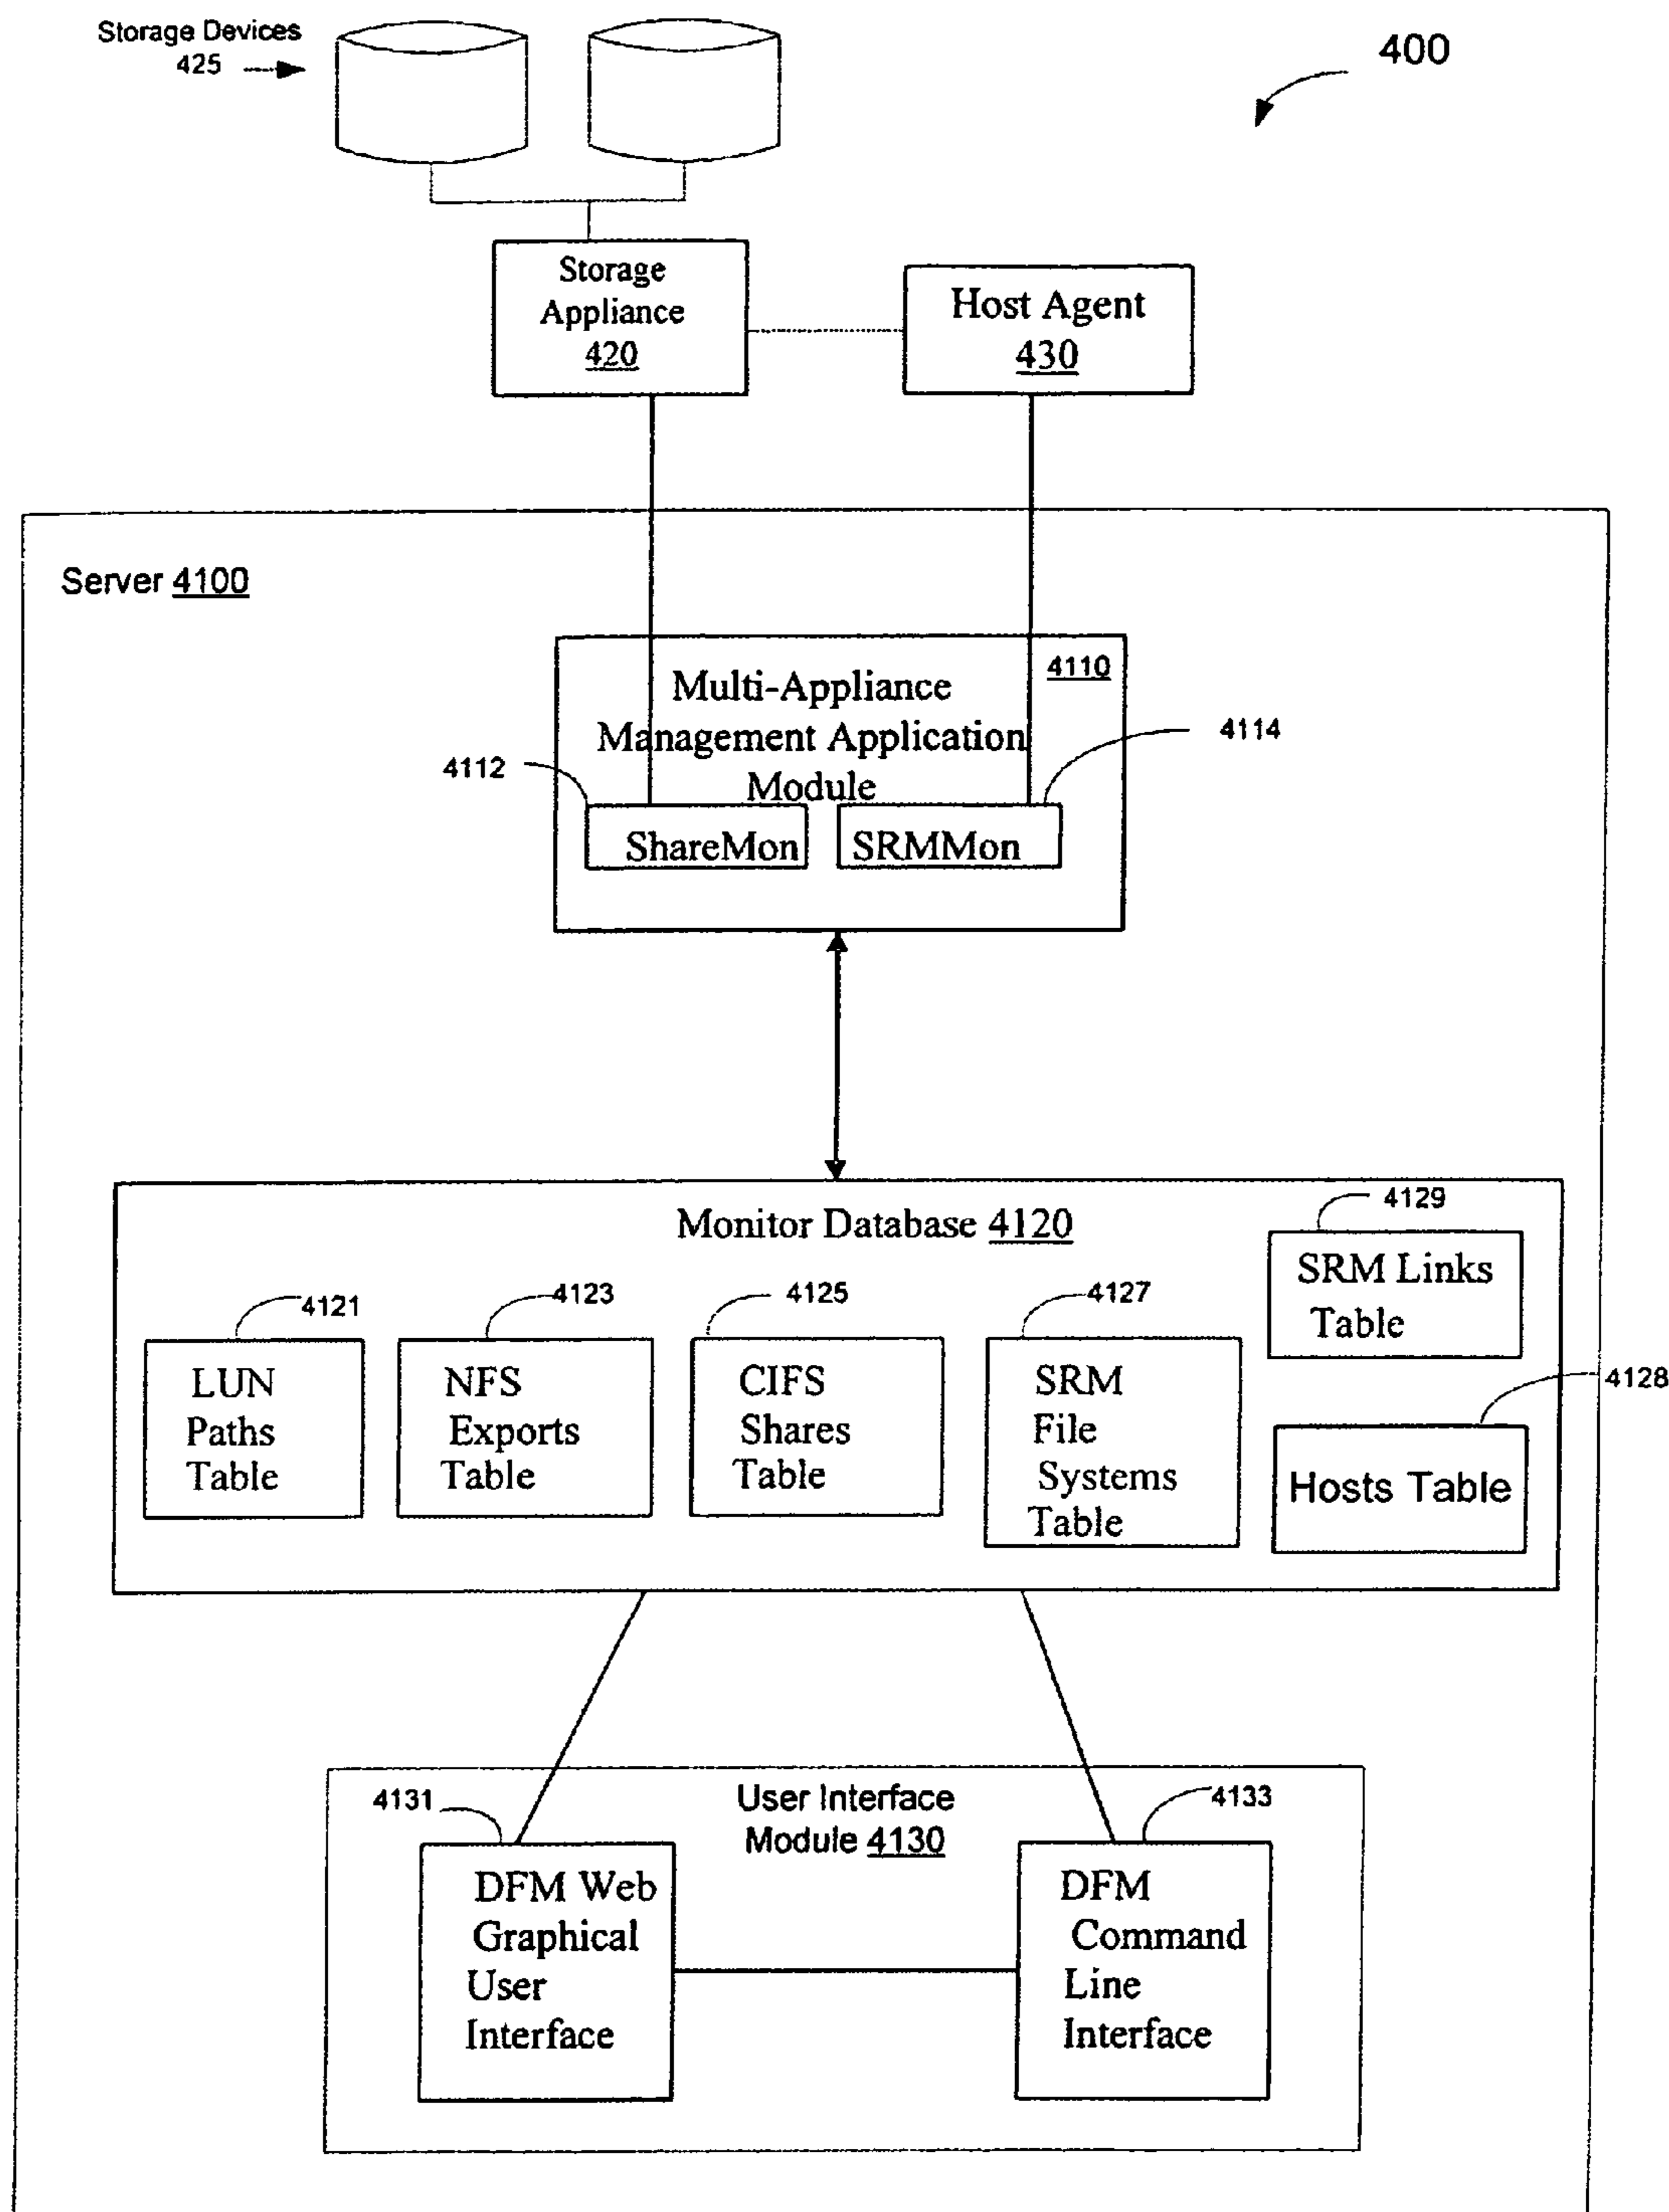 Storage Devices
425
400
Storage
Appliance
420
Host Agent
430
Server 4100
4110
Multi-Appliance
Management Application
Module
4112
4114
ShareMon
SRMMon
Monitor Database 4120
4129
SRM Links
Table
4121
4123
4125
4127
LUN
Paths
Table
NFS
Exports
Table
CIFS
Shares
Table
SRM
File
Systems
Table
4128
Hosts Table
User Interface
Module 4130
4131
4133
DFM Web
Graphical
User
Interface
DFM
Command
Line
Interface